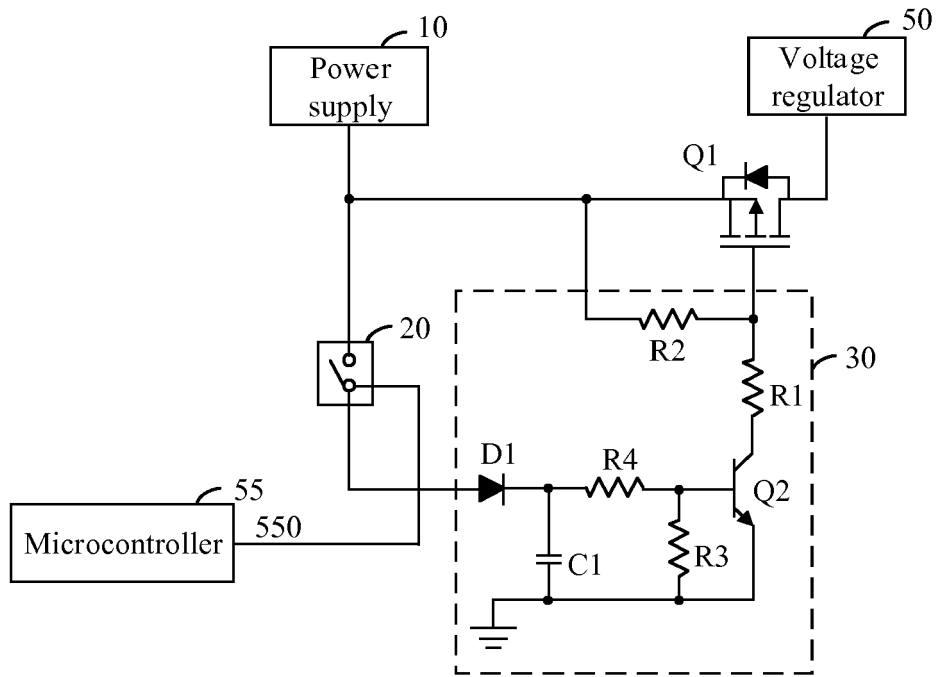 10
50
Power
supply
Voltage
regulator
Q1
20
R2
30
R1
D1
R4
Q2
55
550
Microcontroller
C1
R3